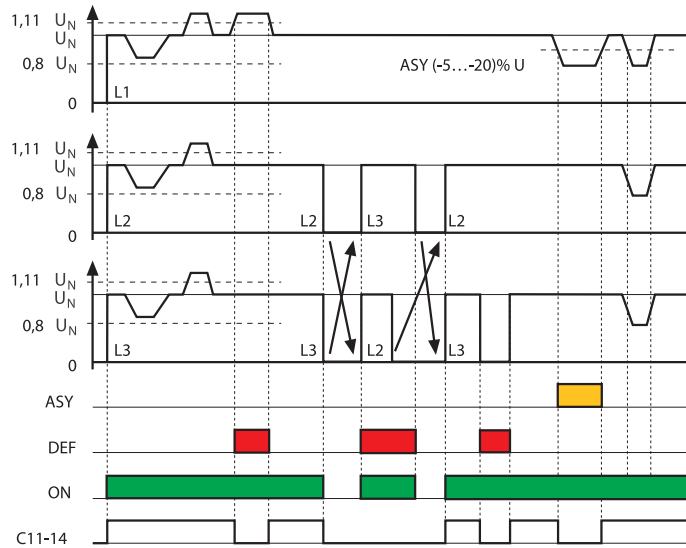 1,11 U_N
U_N
0,8 U_N
ASY (-5...-20)% U
0
L1
1,11 U_N
U_N
0,8 U_N
L2
L2
L3
L2
0
1,11 U_N
U_N
0,8 U_N
L3
L3
L2
L3
0
ASY
DEF
ON
C11-14